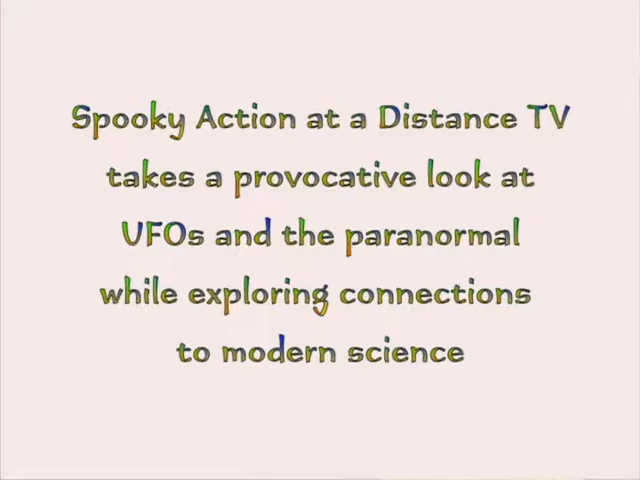 Spooky Action at a Distance TV
takes a provocative look at
UFOs and the paranormal
while exploring connections
to modern science